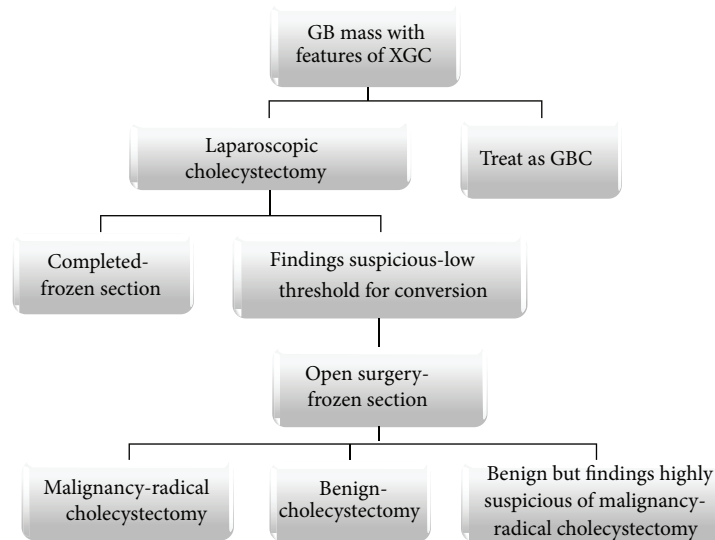 GB mass with
features of XGC
Laparoscopic
cholecystectomy
Treat as GBC
Completed-
frozen section
Findings suspicious-low
threshold for conversion
Open surgery-
frozen section
Malignancy-radical
cholecystectomy
Benign-
cholecystectomy
Benign but findings highly
suspicious of malignancy-
radical cholecystectomy